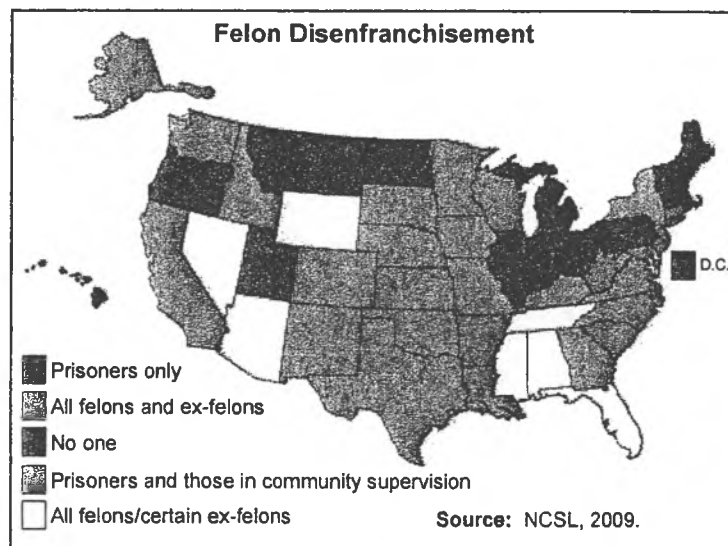 Felon Disenfranchisement
D.C.
Prisoners only
All felons and ex-felons
No one
Prisoners and those in community supervision
All felons/certain ex-felons
Source: NCSL, 2009.